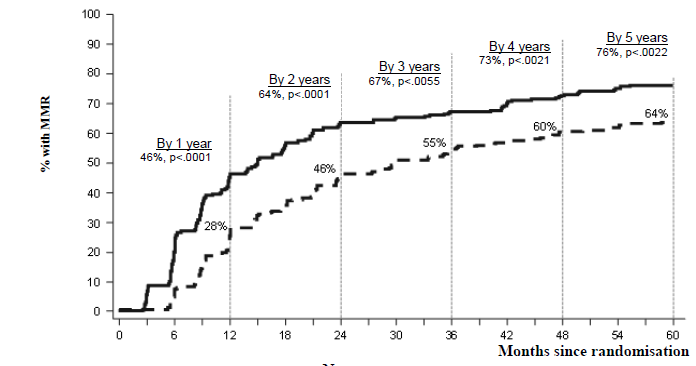 100
90
80
70
60
50
40
30
20
10
0
% with MMR
By 1 year
46%, p<.0001
By 2 years
64%, p<.0001
By 3 years
67%, p<.0055
By 4 years
73%, p<.0021
By 5 years
76%, p<.0022
28%
46%
55%
60%
64%
0 6 12 18 24 30 36 42 48 54 60
Months since randomisation